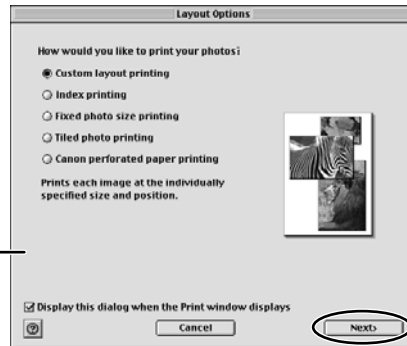 Layout Options
How would you like to print your photos¡
Custom layout printing
Index printing
Fixed photo size printing
Tiled photo printing
Canon perforated paper printing
Prints each image at the individually
specified size and position.
Display this dialog when the Print window displays
?
Cancel
Next>